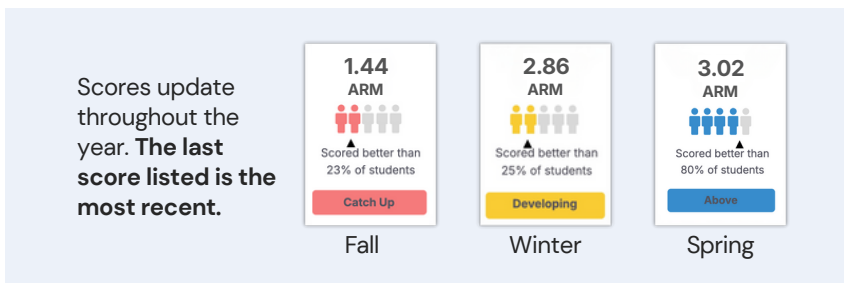 Scores update
throughout the
year. The last
score listed is the
most recent.
1.44
ARM
Scored better than
23% of students
Catch Up
Fall
2.86
ARM
Scored better than
25% of students
Developing
Winter
3.02
ARM
Scored better than
80% of students
Above
Spring